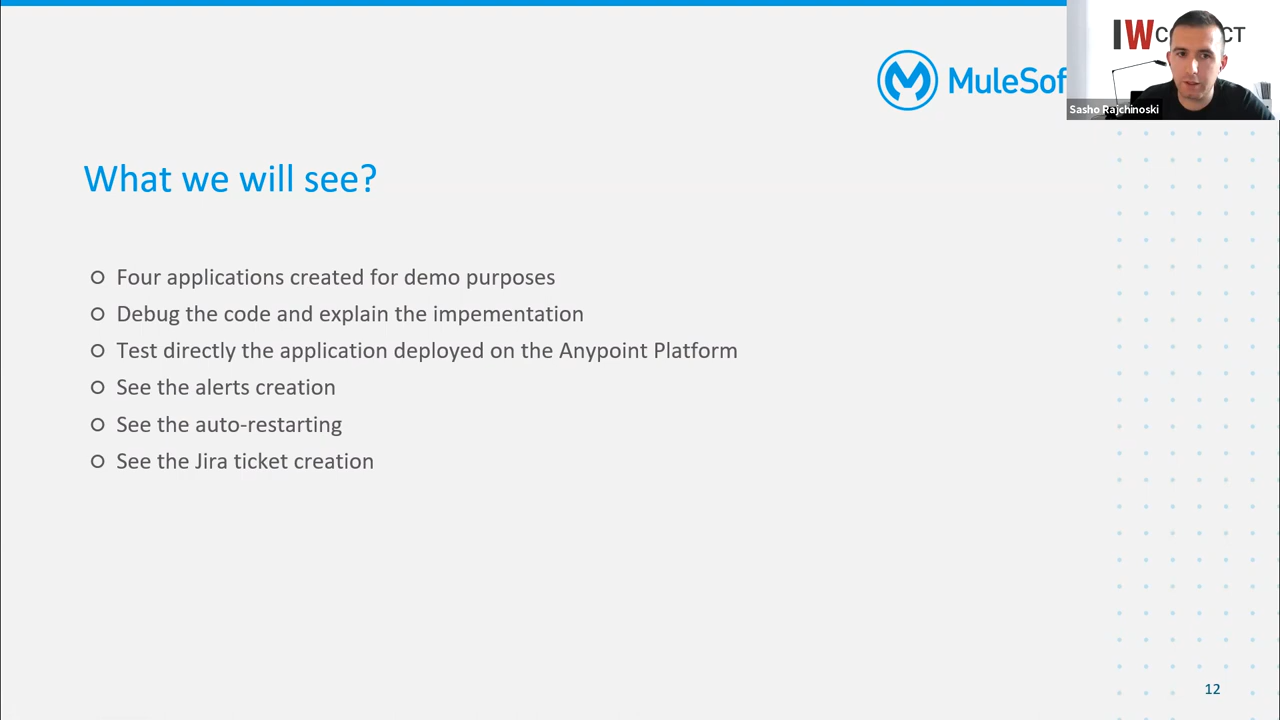 IW
MuleSof
Sasho Rajchinoski
What we will see?
Four applications created for demo purposes
Debug the code and explain the impementation
Test directly the application deployed on the Anypoint Platform
See the alerts creation
See the auto-restarting
See the Jira ticket creation
12